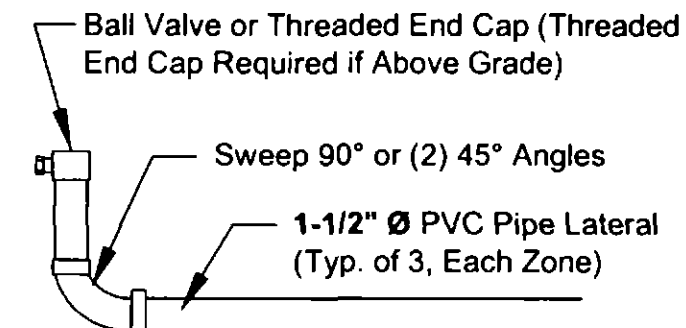 Ball Valve or Threaded End Cap (Threaded
End Cap Required if Above Grade)
Sweep 90° or (2) 45° Angles
1-1/2" Ø PVC Pipe Lateral
(Typ. of 3, Each Zone)